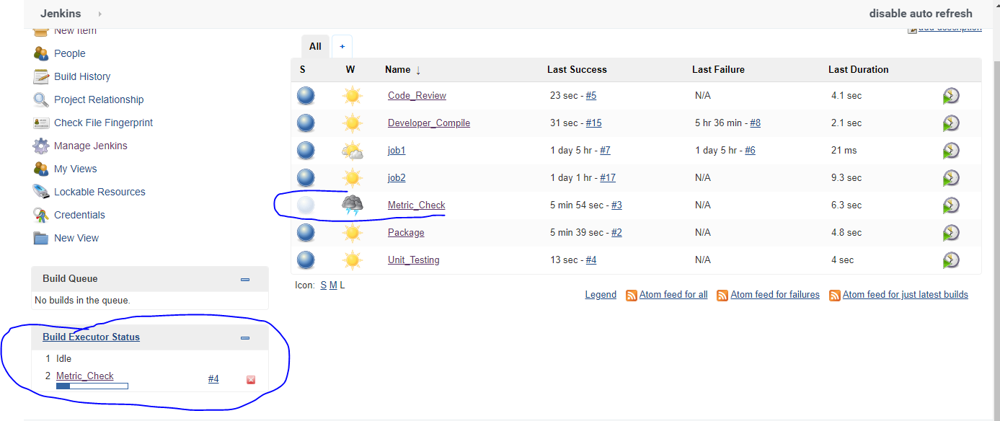 Jenkins
disable auto refresh
New Item
add description
People
Build History
Project Relationship
Check File Fingerprint
Manage Jenkins
My Views
Lockable Resources
Credentials
New View
Build Queue
No builds in the queue.
Build Executor Status
1 Idle
2 Metric_Check #4
All +
S W Name ↓ Last Success Last Failure Last Duration
Code_Review 23 sec - #5 N/A 4.1 sec
Developer_Compile 31 sec - #15 5 hr 36 min - #8 2.1 sec
job1 1 day 5 hr - #7 1 day 5 hr - #6 21 ms
job2 1 day 1 hr - #17 N/A 9.3 sec
Metric_Check 5 min 54 sec - #3 N/A 6.3 sec
Package 5 min 39 sec - #2 N/A 4.8 sec
Unit_Testing 13 sec - #4 N/A 4 sec
Icon: S M L
Legend Atom feed for all Atom feed for failures Atom feed for just latest builds